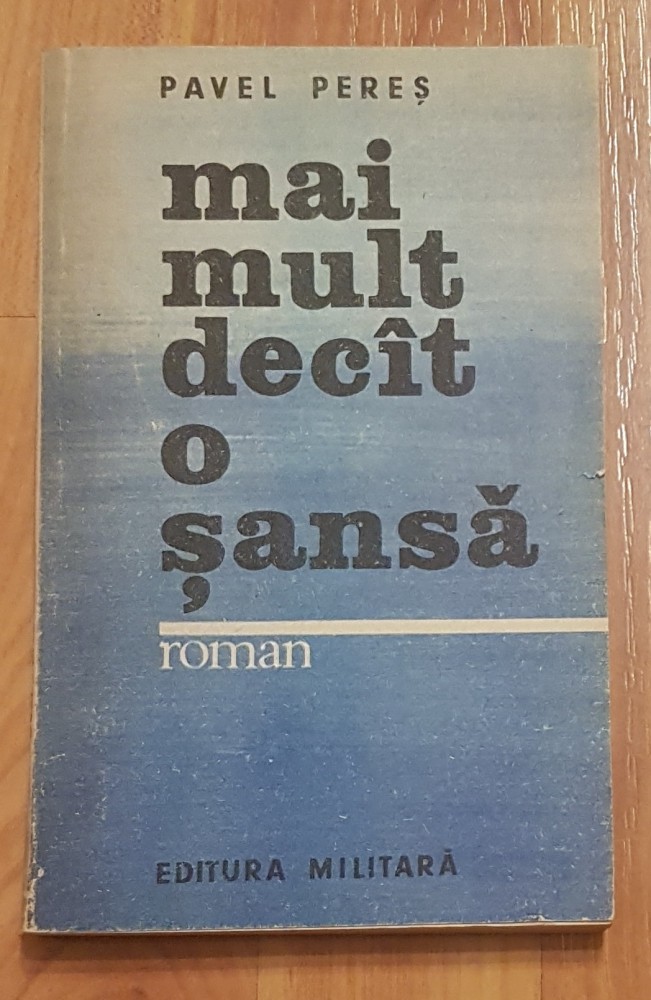 PAVEL PEREȘ
mai
mult
decît
o
șansă
roman
EDITURA MILITARĂ